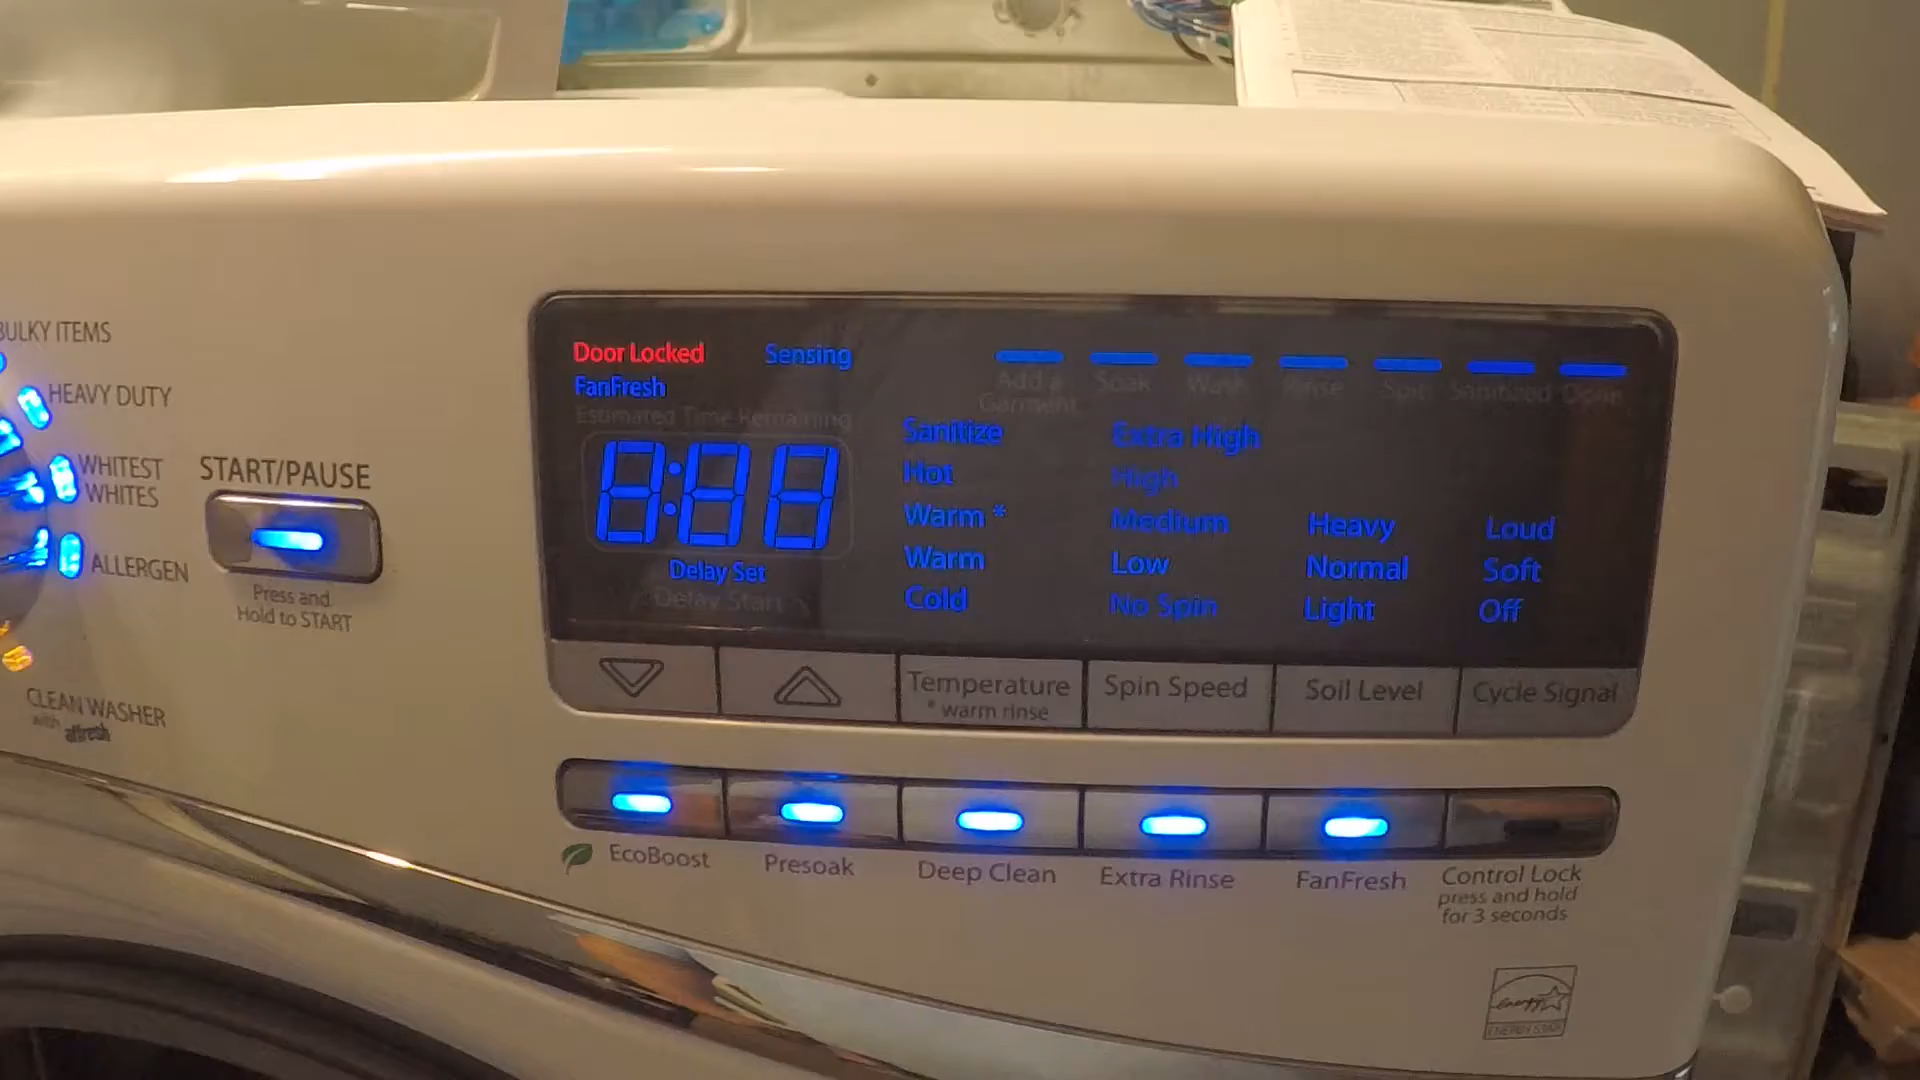 BULKY ITEMS
HEAVY DUTY
WHITEST
WHITES
ALLERGEN
CLEAN WASHER
with affresh
START/PAUSE
Press and
Hold to START
Door Locked
Sensing
FanFresh
Estimated Time Remaining
8:88
Delay Set
Delay Start
Add a
Garment
Soak
Wash
Rinse
Spin
Sanitized
Done
Sanitize
Hot
Warm *
Warm
Cold
Extra High
High
Medium
Low
No Spin
Heavy
Normal
Light
Loud
Soft
Off
Temperature
* warm rinse
Spin Speed
Soil Level
Cycle Signal
EcoBoost
Presoak
Deep Clean
Extra Rinse
FanFresh
Control Lock
press and hold
for 3 seconds
energy
ENERGY STAR